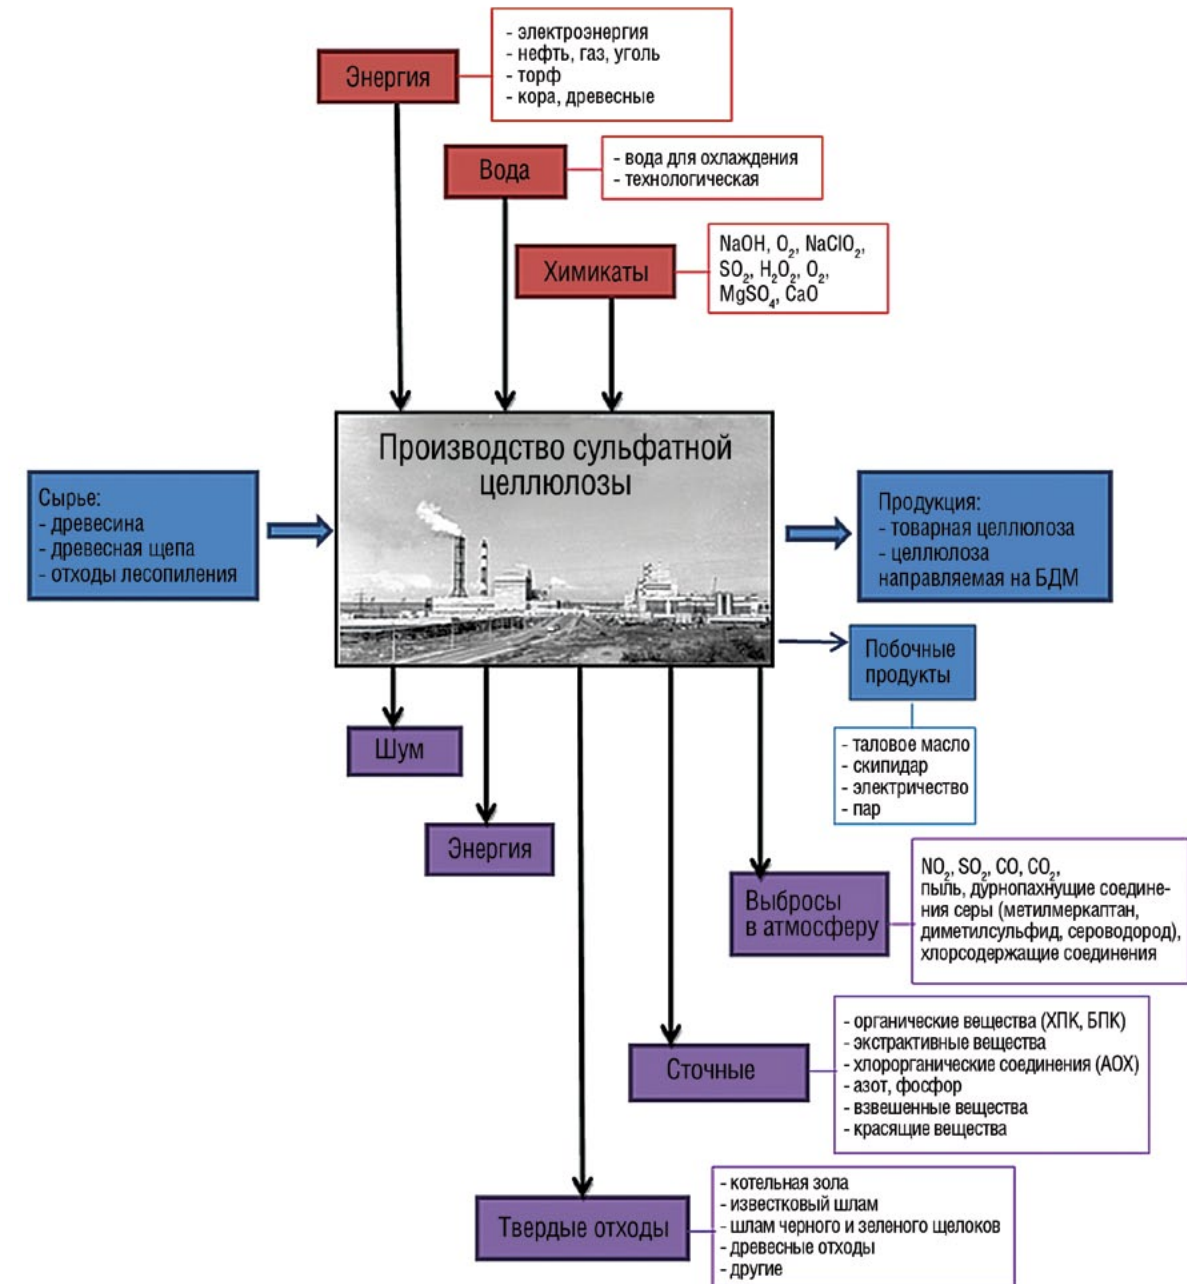 Энергия
- электроэнергия
- нефть, газ, уголь
- торф
- кора, древесные
Вода
- вода для охлаждения
- технологическая
Химикаты
NaOH, O₂, NaClO₂,
SO₂, H₂O₂, O₂,
MgSO₄, CaO
Производство сульфатной
целлюлозы
Сырье:
- древесина
- древесная щепа
- отходы лесопиления
Продукция:
- товарная целлюлоза
- целлюлоза
направляемая на БДМ
Побочные
продукты
- таловое масло
- скипидар
- электричество
- пар
Шум
Энергия
Выбросы
в атмосферу
NO₂, SO₂, CO, CO₂,
пыль, дурнопахнущие соедине-
ния серы (метилмеркаптан,
диметилсульфид, сероводород),
хлорсодержащие соединения
Сточные
- органические вещества (ХПК, БПК)
- экстрактивные вещества
- хлорорганические соединения (АОХ)
- азот, фосфор
- взвешенные вещества
- красящие вещества
Твердые отходы
- котельная зола
- известковый шлам
- шлам черного и зеленого щелоков
- древесные отходы
- другие